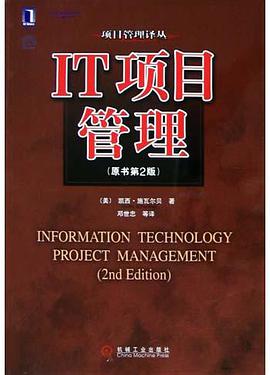 项目管理译丛
IT 项目
管理
(原书第2版)
(美) 凯西·施瓦尔贝 著
邓世忠 等译
INFORMATION TECHNOLOGY
PROJECT MANAGEMENT
(2nd Edition)
机械工业出版社
China Machine Press